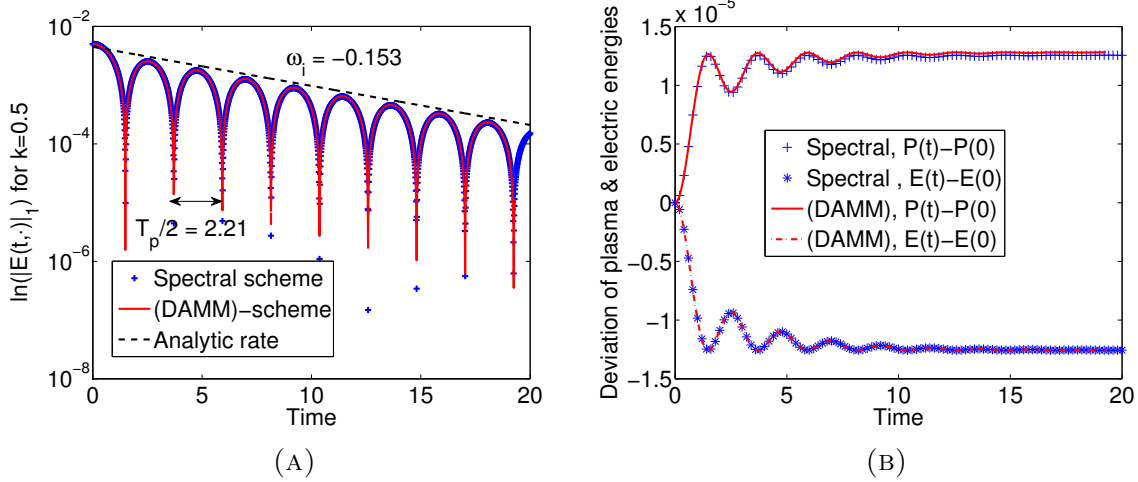 10⁻²
10⁻⁴
10⁻⁶
10⁻⁸
ln(|E(t,·)|₁) for k=0.5
ωᵢ = −0.153
Tₚ/2 = 2.21
Spectral scheme
(DAMM)−scheme
Analytic rate
0 5 10 15 20
Time
(A)
x 10⁻⁵
1.5
1
0.5
0
−0.5
−1
−1.5
Deviation of plasma & electric energies
Spectral, P(t)−P(0)
Spectral , E(t)−E(0)
(DAMM), P(t)−P(0)
(DAMM), E(t)−E(0)
0 5 10 15 20
Time
(B)